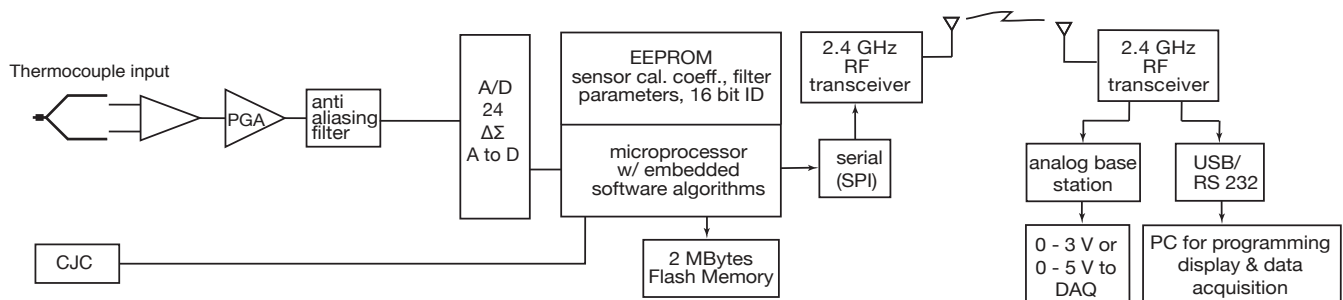 Thermocouple input
PGA
anti
aliasing
filter
A/D
24
ΔΣ
A to D
EEPROM
sensor cal. coeff., filter
parameters, 16 bit ID
microprocessor
w/ embedded
software algorithms
CJC
2 MBytes
Flash Memory
serial
(SPI)
2.4 GHz
RF
transceiver
2.4 GHz
RF
transceiver
analog base
station
USB/
RS 232
0 - 3 V or
0 - 5 V to
DAQ
PC for programming
display & data
acquisition